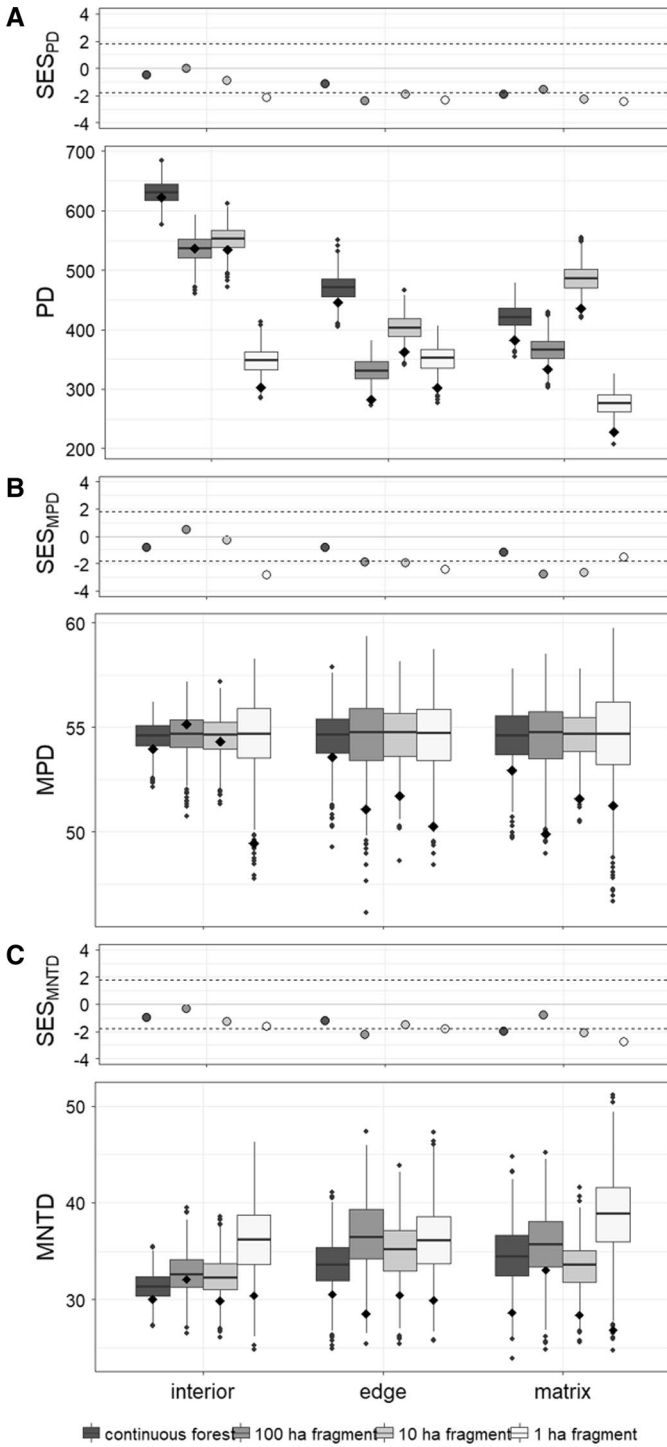 A
SESPD
4
2
0
-2
-4
PD
700
600
500
400
300
200
B
SESMPD
4
2
0
-2
-4
MPD
60
55
50
C
SESMNTD
4
2
0
-2
-4
MNTD
50
40
30
interior edge matrix
continuous forest 100 ha fragment 10 ha fragment 1 ha fragment